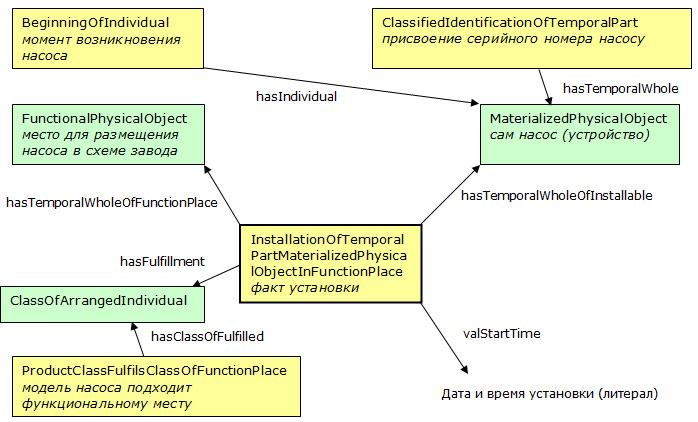 BeginningOfIndividual
момент возникновения
насоса
ClassifiedIdentificationOfTemporalPart
присвоение серийного номера насосу
hasIndividual
hasTemporalWhole
FunctionalPhysicalObject
место для размещения
насоса в схеме завода
MaterializedPhysicalObject
сам насос (устройство)
hasTemporalWholeOfFunctionPlace
hasTemporalWholeOfInstallable
InstallationOfTemporal
PartMaterializedPhysica
lObjectInFunctionPlace
факт установки
hasFulfillment
ClassOfArrangedIndividual
hasClassOfFulfilled
valStartTime
ProductClassFulfilsClassOfFunctionPlace
модель насоса подходит
функциональному месту
Дата и время установки (литерал)